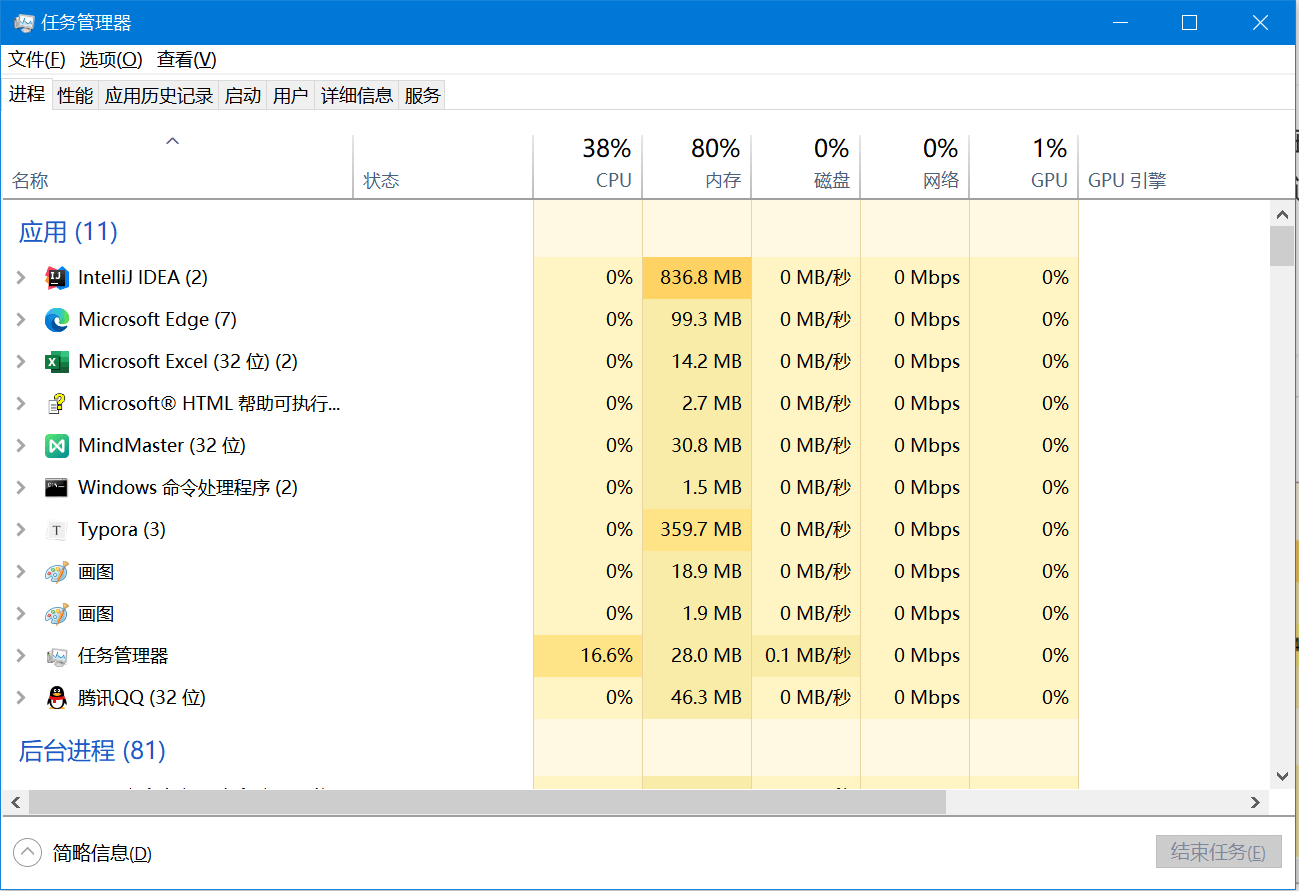 任务管理器
文件(F) 选项(O) 查看(V)
进程 性能 应用历史记录 启动 用户 详细信息 服务
38% 80% 0% 0% 1%
名称 状态 CPU 内存 磁盘 网络 GPU GPU 引擎
应用 (11)
IntelliJ IDEA (2) 0% 836.8 MB 0 MB/秒 0 Mbps 0%
Microsoft Edge (7) 0% 99.3 MB 0 MB/秒 0 Mbps 0%
Microsoft Excel (32 位) (2) 0% 14.2 MB 0 MB/秒 0 Mbps 0%
Microsoft® HTML 帮助可执行... 0% 2.7 MB 0 MB/秒 0 Mbps 0%
MindMaster (32 位) 0% 30.8 MB 0 MB/秒 0 Mbps 0%
Windows 命令处理程序 (2) 0% 1.5 MB 0 MB/秒 0 Mbps 0%
Typora (3) 0% 359.7 MB 0 MB/秒 0 Mbps 0%
画图 0% 18.9 MB 0 MB/秒 0 Mbps 0%
画图 0% 1.9 MB 0 MB/秒 0 Mbps 0%
任务管理器 16.6% 28.0 MB 0.1 MB/秒 0 Mbps 0%
腾讯QQ (32 位) 0% 46.3 MB 0 MB/秒 0 Mbps 0%
后台进程 (81)
简略信息(D) 结束任务(E)